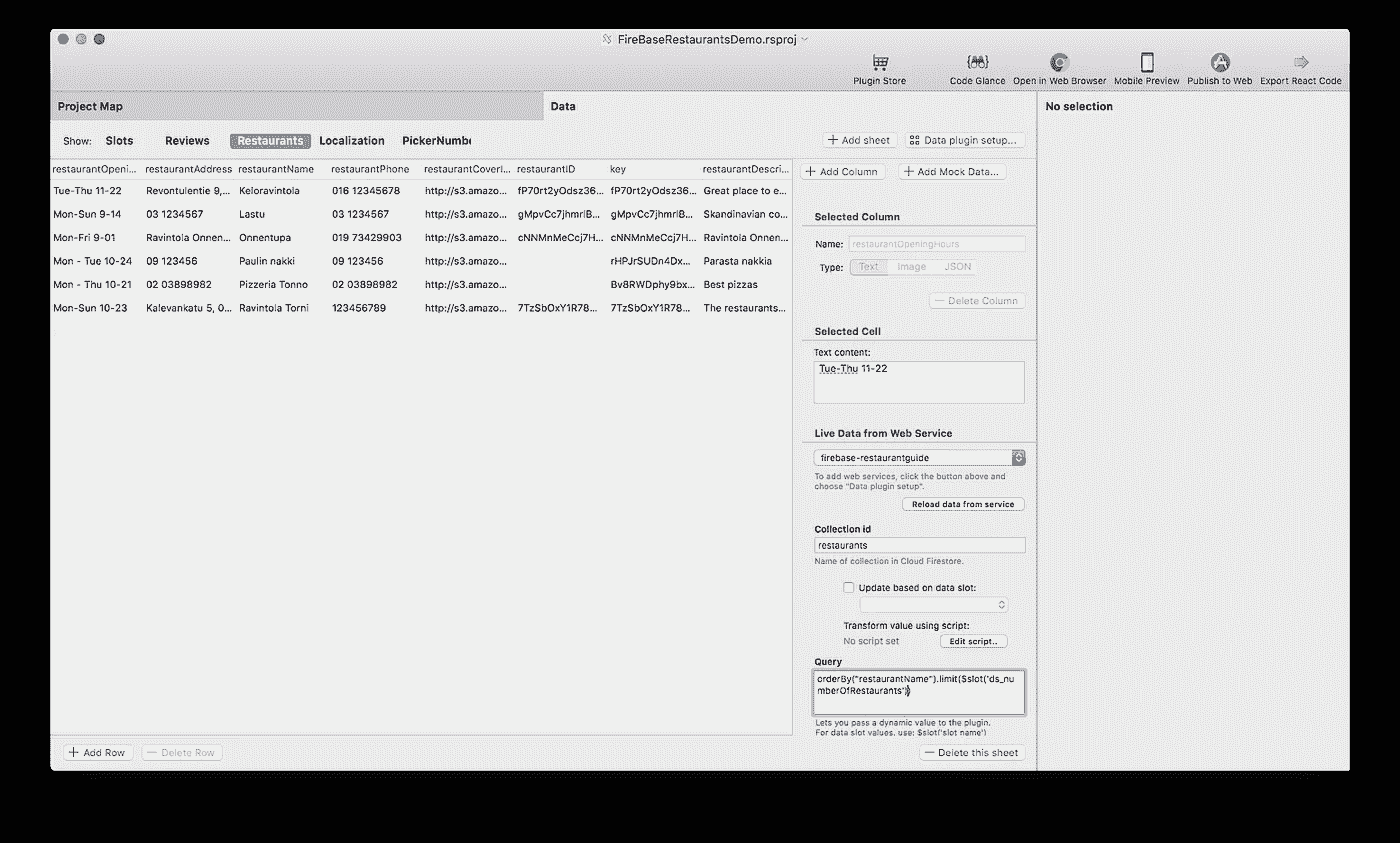 FireBaseRestaurantsDemo.rsproj
Plugin Store Code Glance Open in Web Browser Mobile Preview Publish to Web Export React Code
Project Map Data No selection
Show: Slots Reviews Restaurants Localization PickerNumbe
+ Add sheet Data plugin setup...
restaurantOpeni... restaurantAddress restaurantName restaurantPhone restaurantCoverI... restaurantID key restaurantDescri...
Tue-Thu 11-22 Revontulentie 9,... Keloravintola 016 12345678 http://s3.amazo... fP70rt2yOdsz36... fP70rt2yOdsz36... Great place to e...
Mon-Sun 9-14 03 1234567 Lastu 03 1234567 http://s3.amazo... gMpvCc7jhmrlB... gMpvCc7jhmrlB... Skandinavian co...
Mon-Fri 9-01 Ravintola Onnen... Onnentupa 019 73429903 http://s3.amazo... cNNMnMeCcj7H... cNNMnMeCcj7H... Ravintola Onnen...
Mon - Tue 10-24 09 123456 Paulin nakki 09 123456 http://s3.amazo... rHPJrSUDn4Dx... Parasta nakkia
Mon - Thu 10-21 02 03898982 Pizzeria Tonno 02 03898982 http://s3.amazo... Bv8RWDphy9bx... Best pizzas
Mon-Sun 10-23 Kalevankatu 5, 0... Ravintola Torni 123456789 http://s3.amazo... 7TzSbOxY1R78... 7TzSbOxY1R78... The restaurants...
+ Add Column + Add Mock Data...
Selected Column
Name: restaurantOpeningHours
Type: Text Image JSON
— Delete Column
Selected Cell
Text content:
Tue-Thu 11-22
Live Data from Web Service
firebase-restaurantguide
To add web services, click the button above and
choose "Data plugin setup".
Reload data from service
Collection id
restaurants
Name of collection in Cloud Firestore.
Update based on data slot:
Transform value using script:
No script set Edit script..
Query
orderBy("restaurantName").limit($slot('ds_nu
mberOfRestaurants'))
Lets you pass a dynamic value to the plugin.
For data slot values, use: $slot('slot name')
+ Add Row — Delete Row — Delete this sheet